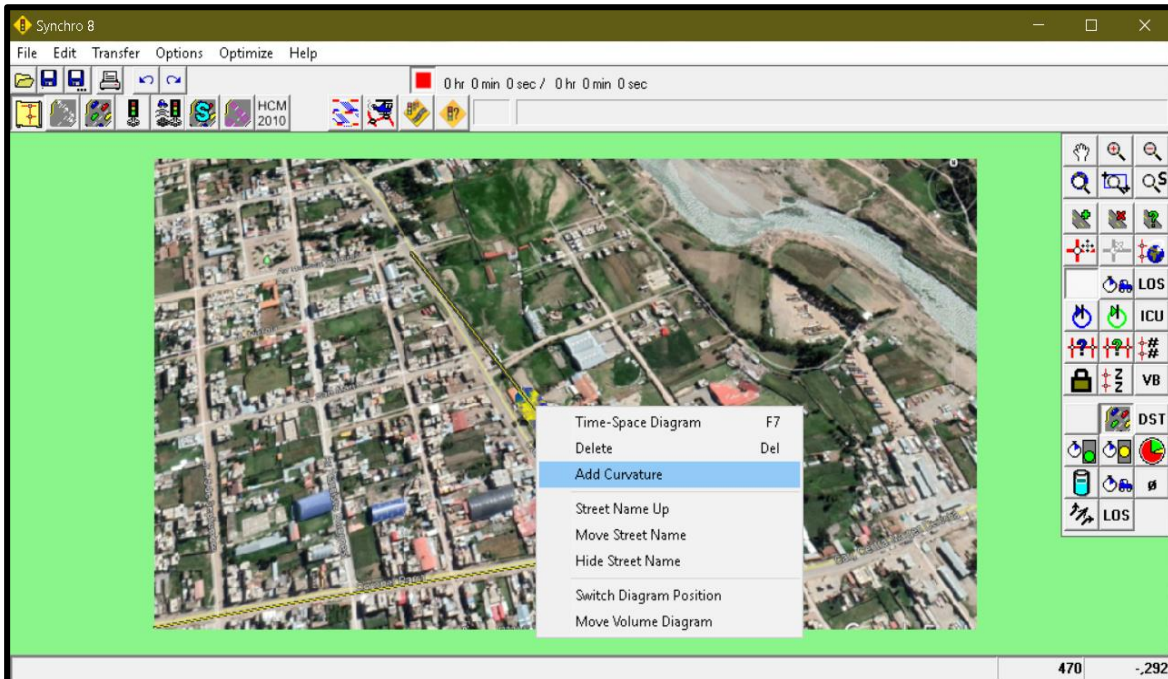 Synchro 8
File Edit Transfer Options Optimize Help
0 hr 0 min 0 sec / 0 hr 0 min 0 sec
HCM
2010
S
LOS
ICU
##
Z
Z
VB
DST
ø
LOS
Time-Space Diagram F7
Delete Del
Add Curvature
Street Name Up
Move Street Name
Hide Street Name
Switch Diagram Position
Move Volume Diagram
470 -,292